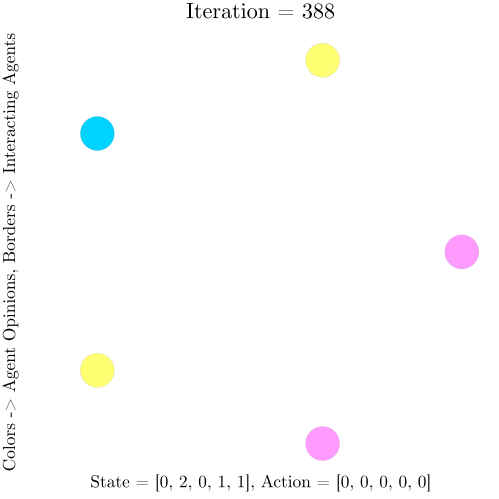 Iteration = 388
Colors -> Agent Opinions, Borders -> Interacting Agents
State = [0, 2, 0, 1, 1], Action = [0, 0, 0, 0, 0]